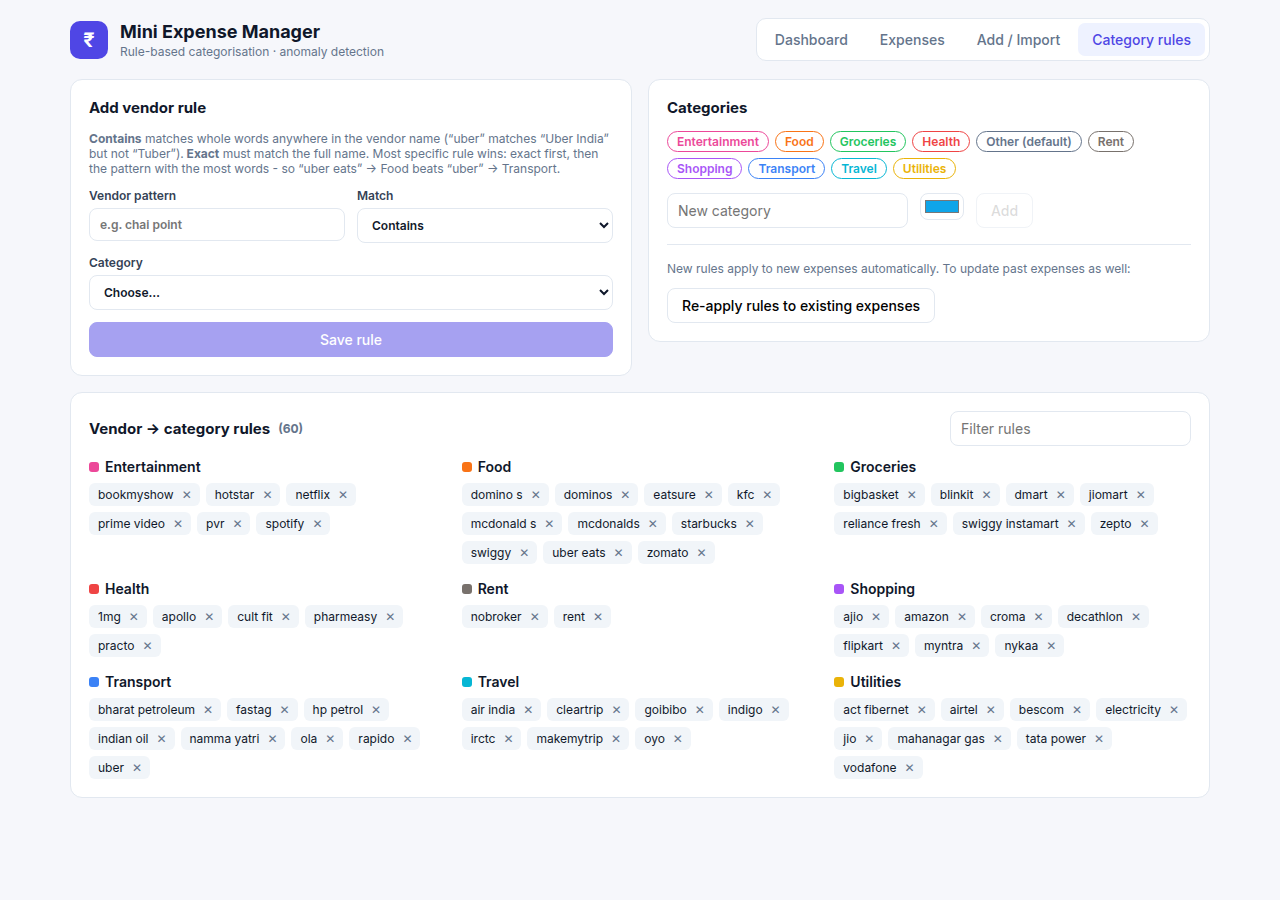 ₹
Mini Expense Manager
Rule-based categorisation · anomaly detection
Dashboard Expenses Add / Import Category rules
Add vendor rule
Contains matches whole words anywhere in the vendor name (“uber” matches “Uber India”
but not “Tuber”). Exact must match the full name. Most specific rule wins: exact first, then
the pattern with the most words - so “uber eats” → Food beats “uber” → Transport.
Vendor pattern Match
e.g. chai point Contains
Category
Choose...
Save rule
Categories
Entertainment Food Groceries Health Other (default) Rent
Shopping Transport Travel Utilities
New category Add
New rules apply to new expenses automatically. To update past expenses as well:
Re-apply rules to existing expenses
Vendor → category rules (60) Filter rules
Entertainment
bookmyshow ✕ hotstar ✕ netflix ✕
prime video ✕ pvr ✕ spotify ✕
Food
domino s ✕ dominos ✕ eatsure ✕ kfc ✕
mcdonald s ✕ mcdonalds ✕ starbucks ✕
swiggy ✕ uber eats ✕ zomato ✕
Groceries
bigbasket ✕ blinkit ✕ dmart ✕ jiomart ✕
reliance fresh ✕ swiggy instamart ✕ zepto ✕
Health
1mg ✕ apollo ✕ cult fit ✕ pharmeasy ✕
practo ✕
Rent
nobroker ✕ rent ✕
Shopping
ajio ✕ amazon ✕ croma ✕ decathlon ✕
flipkart ✕ myntra ✕ nykaa ✕
Transport
bharat petroleum ✕ fastag ✕ hp petrol ✕
indian oil ✕ namma yatri ✕ ola ✕ rapido ✕
uber ✕
Travel
air india ✕ cleartrip ✕ goibibo ✕ indigo ✕
irctc ✕ makemytrip ✕ oyo ✕
Utilities
act fibernet ✕ airtel ✕ bescom ✕ electricity ✕
jio ✕ mahanagar gas ✕ tata power ✕
vodafone ✕